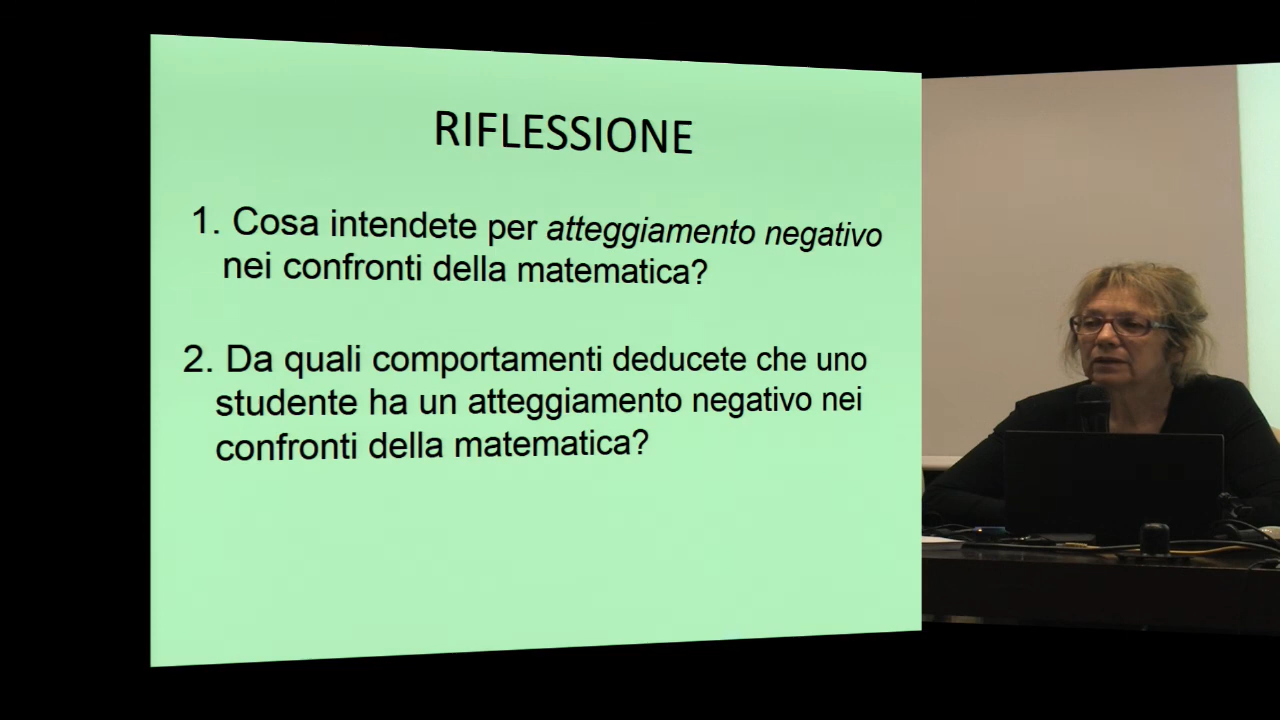 RIFLESSIONE
1. Cosa intendete per atteggiamento negativo
nei confronti della matematica?
2. Da quali comportamenti deducete che uno
studente ha un atteggiamento negativo nei
confronti della matematica?